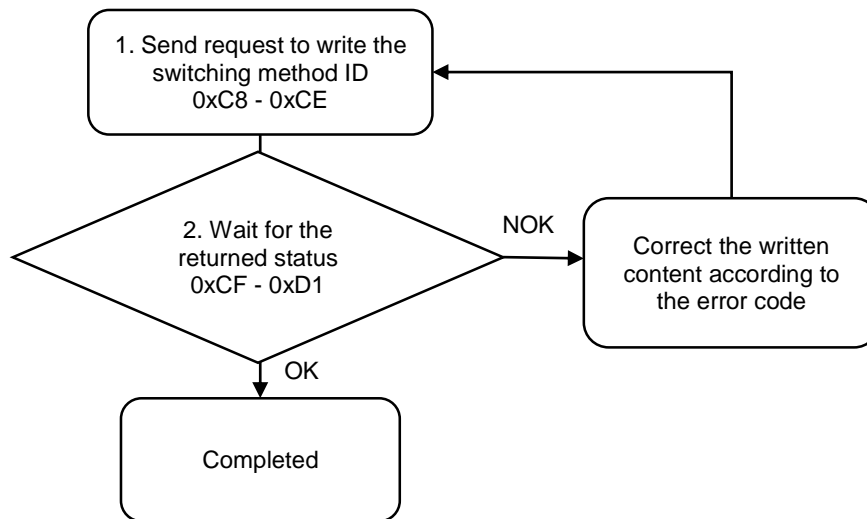 1. Send request to write the
switching method ID
0xC8 - 0xCE
2. Wait for the
returned status
0xCF - 0xD1
NOK
Correct the written
content according to
the error code
OK
Completed